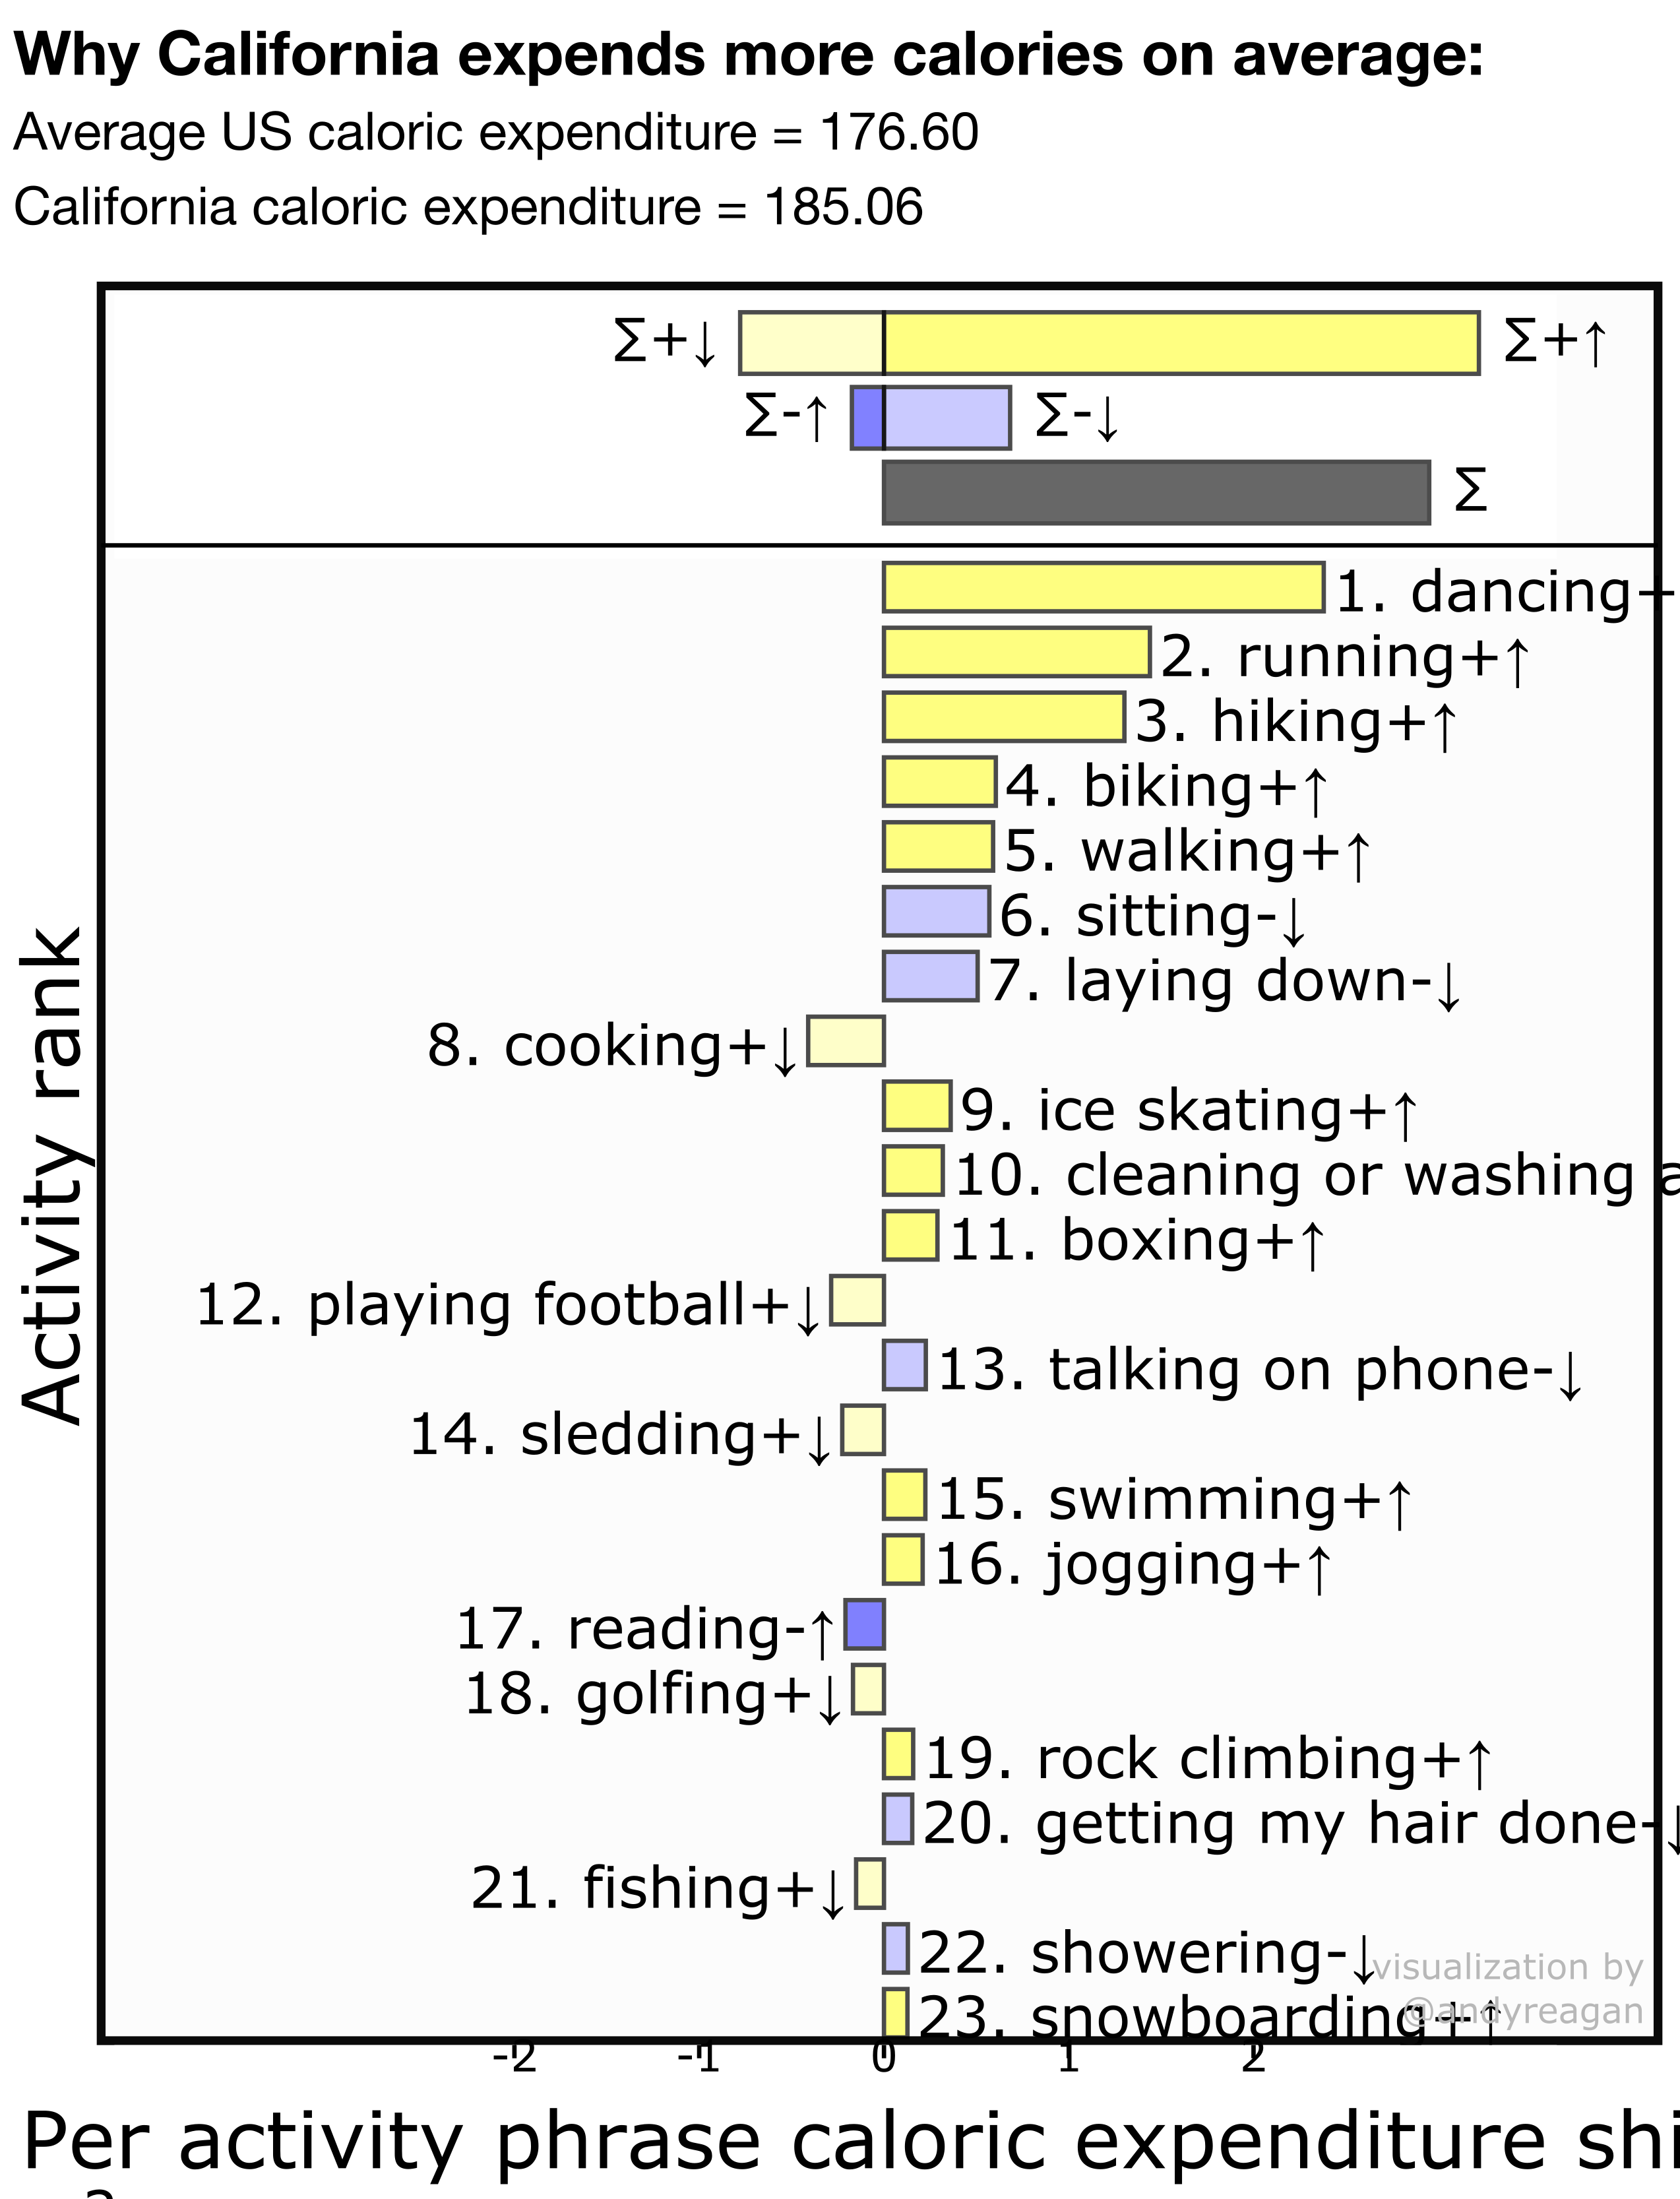 Why California expends more calories on average:
Average US caloric expenditure = 176.60
California caloric expenditure = 185.06
∑+↓
∑+↑
∑-↑
∑-↓
∑
1. dancing+
2. running+↑
3. hiking+↑
4. biking+↑
5. walking+↑
6. sitting-↓
7. laying down-↓
8. cooking+↓
9. ice skating+↑
10. cleaning or washing a
11. boxing+↑
12. playing football+↓
13. talking on phone-↓
14. sledding+↓
15. swimming+↑
16. jogging+↑
17. reading-↑
18. golfing+↓
19. rock climbing+↑
20. getting my hair done-↓
21. fishing+↓
22. showering-↓
23. snowboarding+↑
visualization by
@andyreagan
Activity rank
-2 -1 0 1 2
Per activity phrase caloric expenditure shi